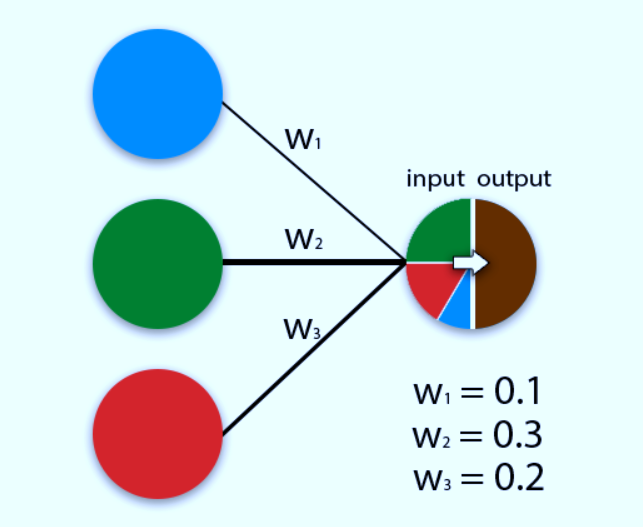 w₁
input output
w₂
w₃
w₁ = 0.1
w₂ = 0.3
w₃ = 0.2